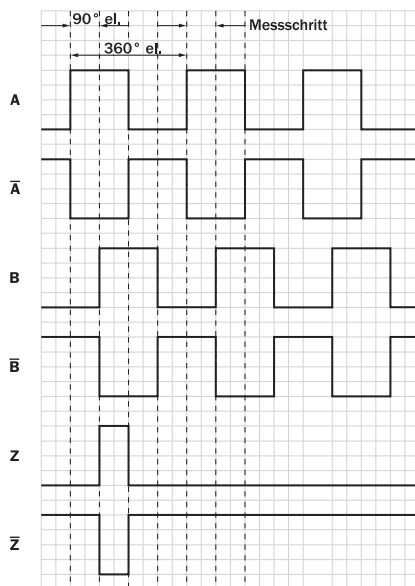 90° el.
Messschritt
360° el.
A
A̅
B
B̅
Z
Z̅